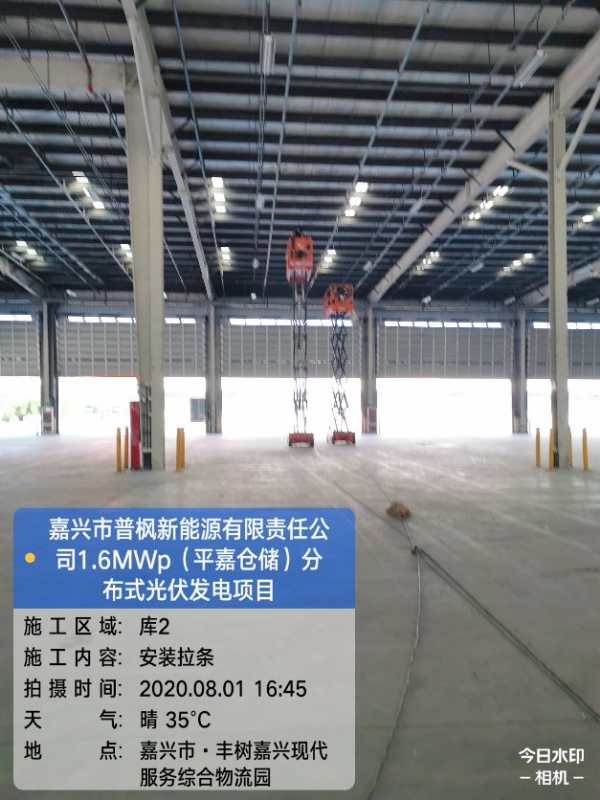 嘉兴市普枫新能源有限责任公
司1.6MWp（平嘉仓储）分
布式光伏发电项目
施工区域：库2
施工内容：安装拉条
拍摄时间：2020.08.01 16:45
天气：晴 35℃
地点：嘉兴市·丰树嘉兴现代
服务综合物流园
今日水印
-相机-